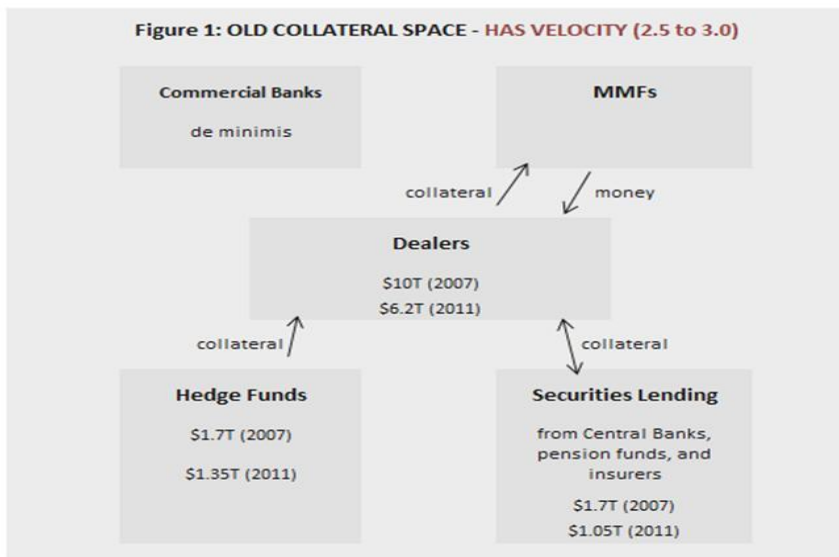 Figure 1: OLD COLLATERAL SPACE - HAS VELOCITY (2.5 to 3.0)
Commercial Banks
de minimis
MMFs
collateral
money
Dealers
$10T (2007)
$6.2T (2011)
collateral
collateral
Hedge Funds
$1.7T (2007)
$1.35T (2011)
Securities Lending
from Central Banks,
pension funds, and
insurers
$1.7T (2007)
$1.05T (2011)